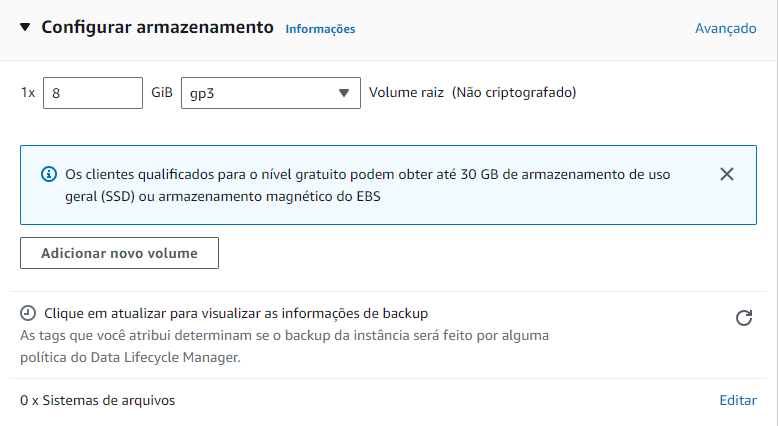 Configurar armazenamento Informações Avançado
1x 8 GiB gp3 Volume raiz (Não criptografado)
Os clientes qualificados para o nível gratuito podem obter até 30 GB de armazenamento de uso
geral (SSD) ou armazenamento magnético do EBS
Adicionar novo volume
Clique em atualizar para visualizar as informações de backup
As tags que você atribui determinam se o backup da instância será feito por alguma
política do Data Lifecycle Manager.
0 x Sistemas de arquivos Editar